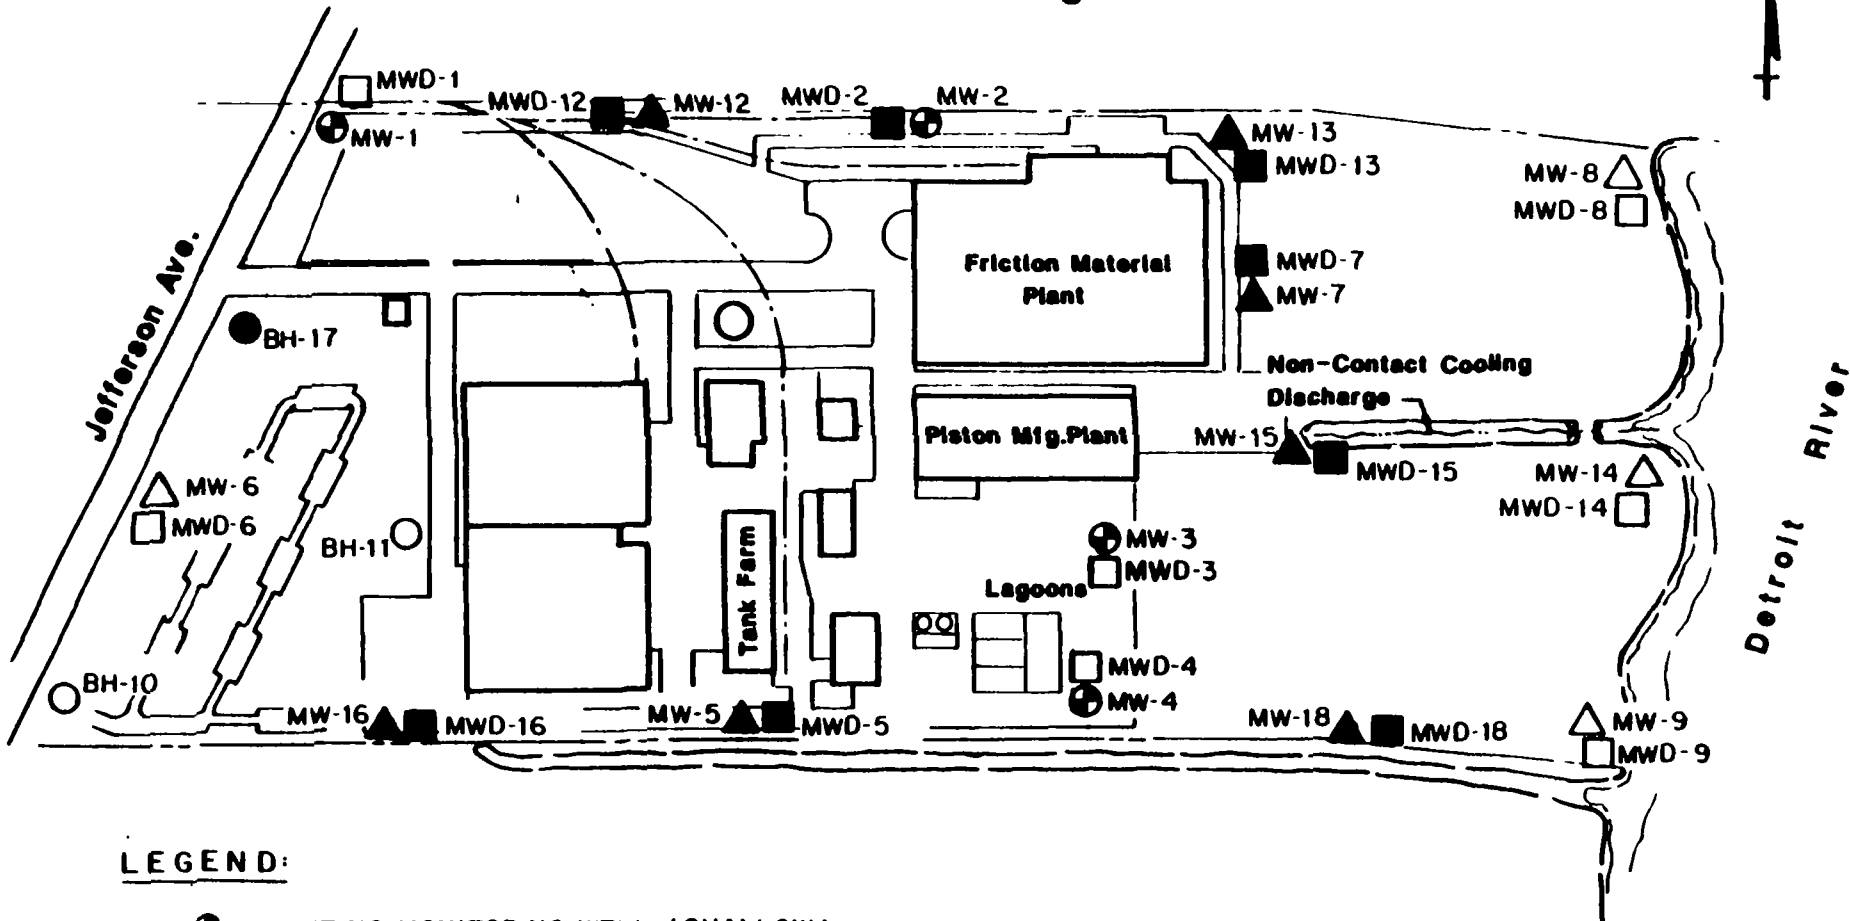 MWD-1
MW-1
MWD-12
MW-12
MWD-2
MW-2
MW-13
MWD-13
MW-8
MWD-8
Jefferson Ave.
Friction Material
Plant
MWD-7
MW-7
BH-17
Non-Contact Cooling
Discharge
Piston Mfg.Plant
MW-15
MWD-15
MW-14
MWD-14
MW-6
MWD-6
BH-11
Tank Farm
MW-3
MWD-3
Lagoons
MWD-4
MW-4
Detroit River
BH-10
MW-16
MWD-16
MW-5
MWD-5
MW-18
MWD-18
MW-9
MWD-9
LEGEND: